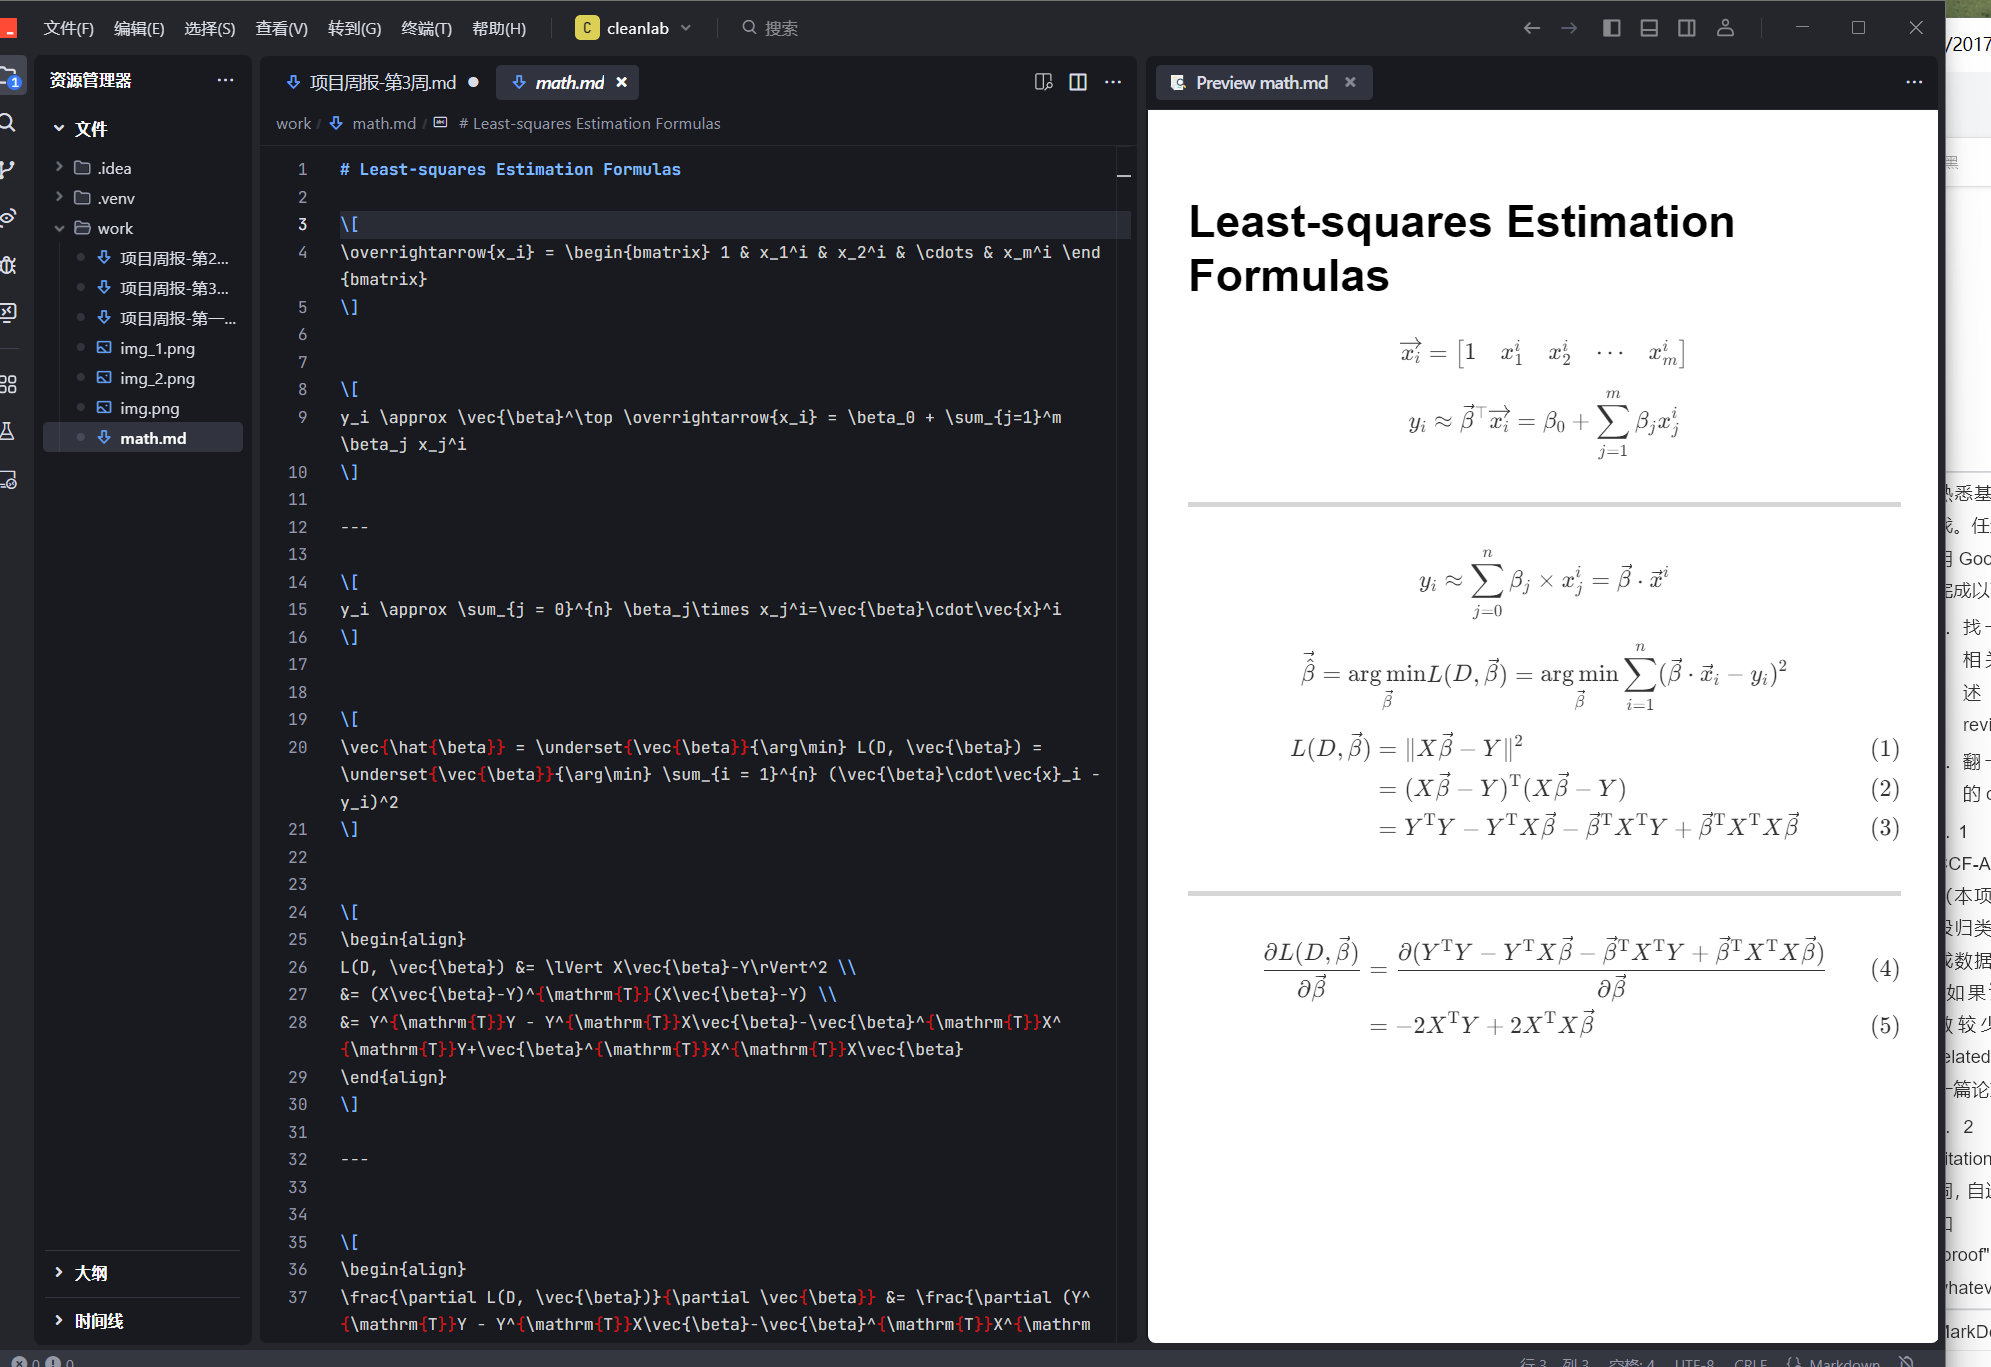 文件(F) 编辑(E) 选择(S) 查看(V) 转到(G) 终端(T) 帮助(H) C cleanlab 搜索
资源管理器 ···
文件
.idea
.venv
work
项目周报-第2...
项目周报-第3...
项目周报-第一...
img_1.png
img_2.png
img.png
math.md
大纲
时间线
1
项目周报-第3周.md math.md
work / math.md / # Least-squares Estimation Formulas
1 # Least-squares Estimation Formulas
2
3 \[
4 \overrightarrow{x_i} = \begin{bmatrix} 1 & x_1^i & x_2^i & \cdots & x_m^i \end
{bmatrix}
5 \]
6
7
8 \[
9 y_i \approx \vec{\beta}^\top \overrightarrow{x_i} = \beta_0 + \sum_{j=1}^m
\beta_j x_j^i
10 \]
11
12 ---
13
14 \[
15 y_i \approx \sum_{j = 0}^{n} \beta_j\times x_j^i=\vec{\beta}\cdot\vec{x}^i
16 \]
17
18
19 \[
20 \vec{\hat{\beta}} = \underset{\vec{\beta}}{\arg\min} L(D, \vec{\beta}) =
\underset{\vec{\beta}}{\arg\min} \sum_{i = 1}^{n} (\vec{\beta}\cdot\vec{x}_i -
y_i)^2
21 \]
22
23
24 \[
25 \begin{align}
26 L(D, \vec{\beta}) &= \lVert X\vec{\beta}-Y\rVert^2 \\
27 &= (X\vec{\beta}-Y)^{\mathrm{T}}(X\vec{\beta}-Y) \\
28 &= Y^{\mathrm{T}}Y - Y^{\mathrm{T}}X\vec{\beta}-\vec{\beta}^{\mathrm{T}}X^
{\mathrm{T}}Y+\vec{\beta}^{\mathrm{T}}X^{\mathrm{T}}X\vec{\beta}
29 \end{align}
30 \]
31
32 ---
33
34
35 \[
36 \begin{align}
37 \frac{\partial L(D, \vec{\beta})}{\partial \vec{\beta}} &= \frac{\partial (Y^
{\mathrm{T}}Y - Y^{\mathrm{T}}X\vec{\beta}-\vec{\beta}^{\mathrm{T}}X^{\mathrm
Preview math.md
Least-squares Estimation
Formulas
$\overrightarrow{x_i} = \begin{bmatrix} 1 & x_1^i & x_2^i & \cdots & x_m^i \end{bmatrix}$
$y_i \approx \vec{\beta}^\top \overrightarrow{x_i} = \beta_0 + \sum_{j=1}^m \beta_j x_j^i$
$y_i \approx \sum_{j=0}^{n} \beta_j \times x_j^i = \vec{\beta} \cdot \vec{x}^i$
$\vec{\hat{\beta}} = \underset{\vec{\beta}}{\arg\min} L(D, \vec{\beta}) = \underset{\vec{\beta}}{\arg\min} \sum_{i=1}^{n} (\vec{\beta} \cdot \vec{x}_i - y_i)^2$
$L(D, \vec{\beta}) = \lVert X\vec{\beta} - Y \rVert^2$ (1)
$= (X\vec{\beta} - Y)^{\mathrm{T}}(X\vec{\beta} - Y)$ (2)
$= Y^{\mathrm{T}}Y - Y^{\mathrm{T}}X\vec{\beta} - \vec{\beta}^{\mathrm{T}}X^{\mathrm{T}}Y + \vec{\beta}^{\mathrm{T}}X^{\mathrm{T}}X\vec{\beta}$ (3)
$\frac{\partial L(D, \vec{\beta})}{\partial \vec{\beta}} = \frac{\partial (Y^{\mathrm{T}}Y - Y^{\mathrm{T}}X\vec{\beta} - \vec{\beta}^{\mathrm{T}}X^{\mathrm{T}}Y + \vec{\beta}^{\mathrm{T}}X^{\mathrm{T}}X\vec{\beta})}{\partial \vec{\beta}}$ (4)
$= -2X^{\mathrm{T}}Y + 2X^{\mathrm{T}}X\vec{\beta}$ (5)
/2017
黑
悉基
。任
Goo
完成以
. 找
相关
述
revi
. 翻
的
. 1
CCF-A
(本项
归类
数据
如果
较少
elated
篇论
. 2
itation
自
proof"
whatev
MarkDo
0 0 行 3, 列 3 空格: 4 UTF-8 CRLF {} Markdown